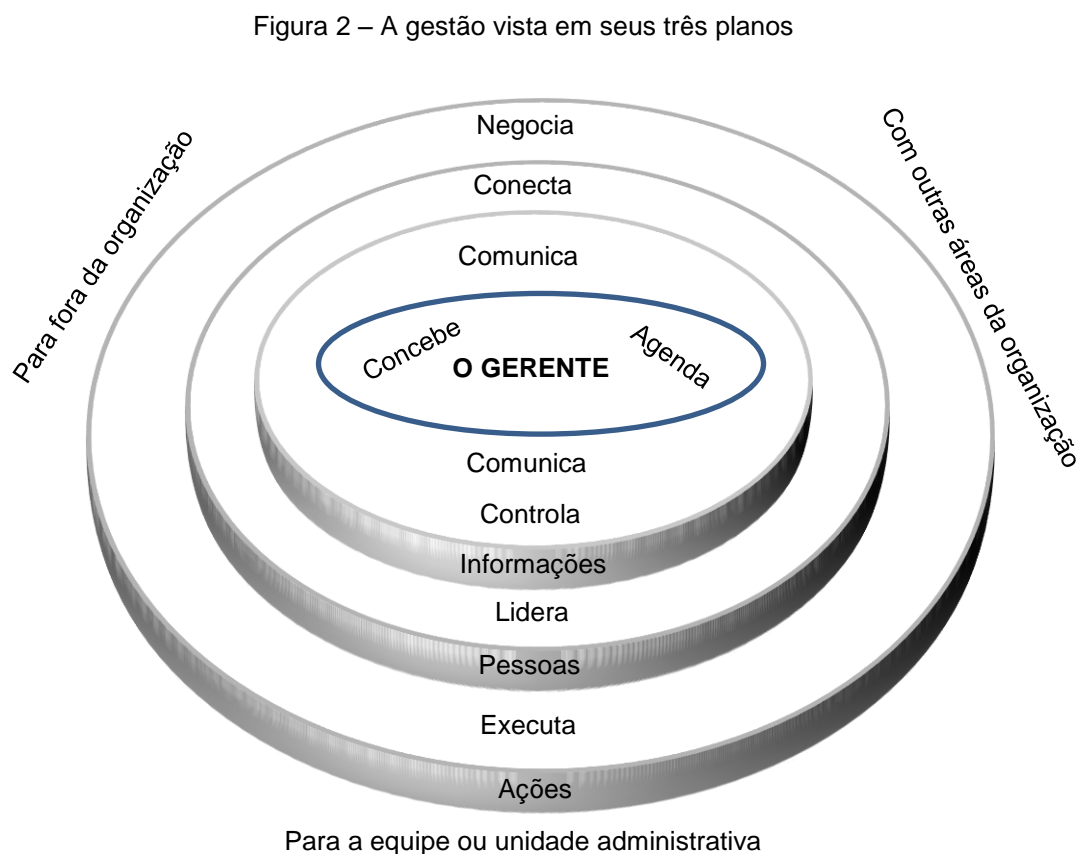 Figura 2 – A gestão vista em seus três planos
Negocia
Para fora da organização
Com outras áreas da organização
Conecta
Comunica
Concebe
Agenda
O GERENTE
Comunica
Controla
Informações
Lidera
Pessoas
Executa
Ações
Para a equipe ou unidade administrativa